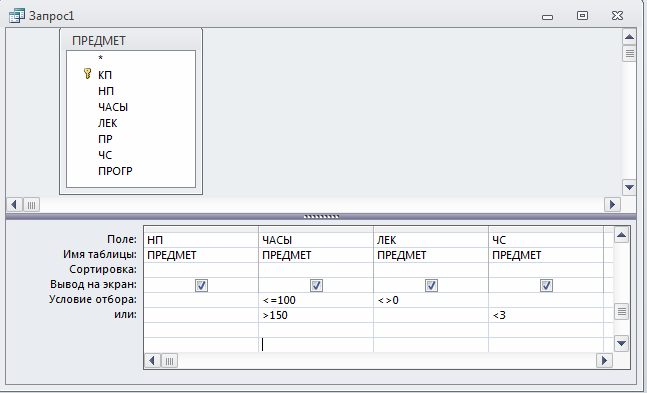 Запрос1
ПРЕДМЕТ
*
КП
НП
ЧАСЫ
ЛЕК
ПР
ЧС
ПРОГР
Поле: НП ЧАСЫ ЛЕК ЧС
Имя таблицы: ПРЕДМЕТ ПРЕДМЕТ ПРЕДМЕТ ПРЕДМЕТ
Сортировка:
Вывод на экран:
Условие отбора: <=100 <>0
или: >150 <3